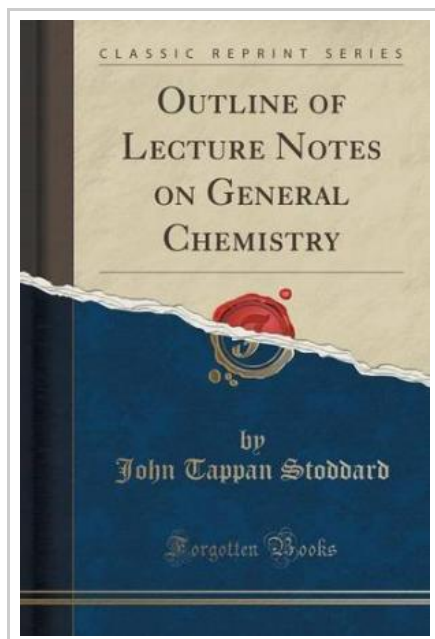 CLASSIC REPRINT SERIES
OUTLINE OF
LECTURE NOTES
ON GENERAL
CHEMISTRY
by
John Tappan Stoddard
Forgotten Books